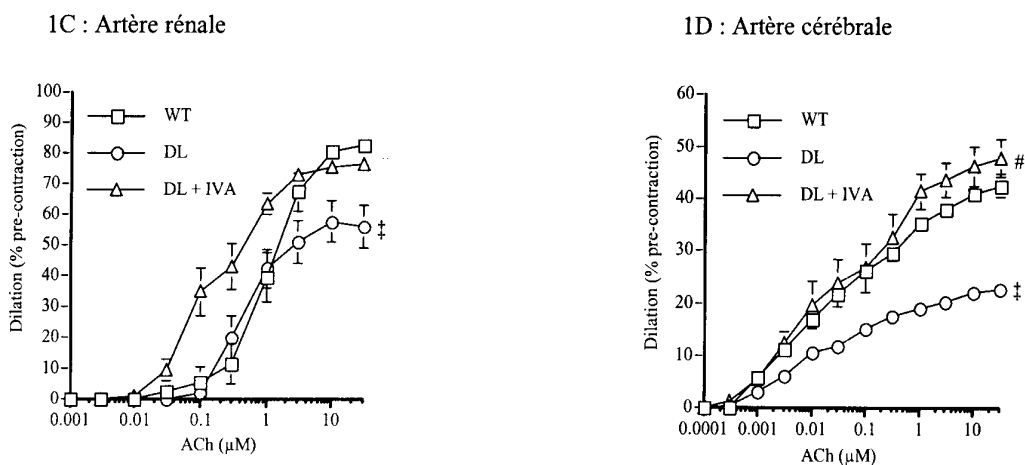 1C : Artère rénale
100
90
80
70
60
50
40
30
20
10
0
Dilation (% pre-contraction)
WT
DL
DL + IVA
‡
0.001
0.01
0.1
1
10
ACh (µM)
1D : Artère cérébrale
60
50
40
30
20
10
0
Dilation (% pre-contraction)
WT
DL
DL + IVA
#
‡
0.0001
0.001
0.01
0.1
1
10
ACh (µM)